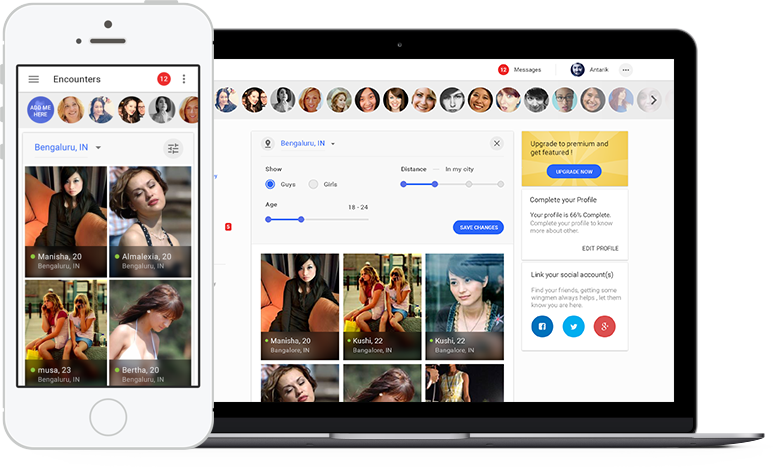 Encounters
12
ADD ME
HERE
Bengaluru, IN
Manisha, 20
Bengaluru, IN
Almalexia, 20
Bengaluru, IN
musa, 23
Bengaluru, IN
Bertha, 20
Bengaluru, IN
12
Messages
Antarik
Bengaluru, IN
Show
Guys
Girls
Distance
In my city
Age
18 - 24
SAVE CHANGES
5
Manisha, 20
Bangalore, IN
Kushi, 22
Bangalore, IN
Kushi, 22
Bangalore, IN
Upgrade to premium and
get featured !
UPGRADE NOW
Complete your Profile
Your profile is 66% Complete.
Complete your profile to know
more about other.
EDIT PROFILE
Link your social account(s)
Find your friends; getting some
wingmen always helps , let them
know you are here.